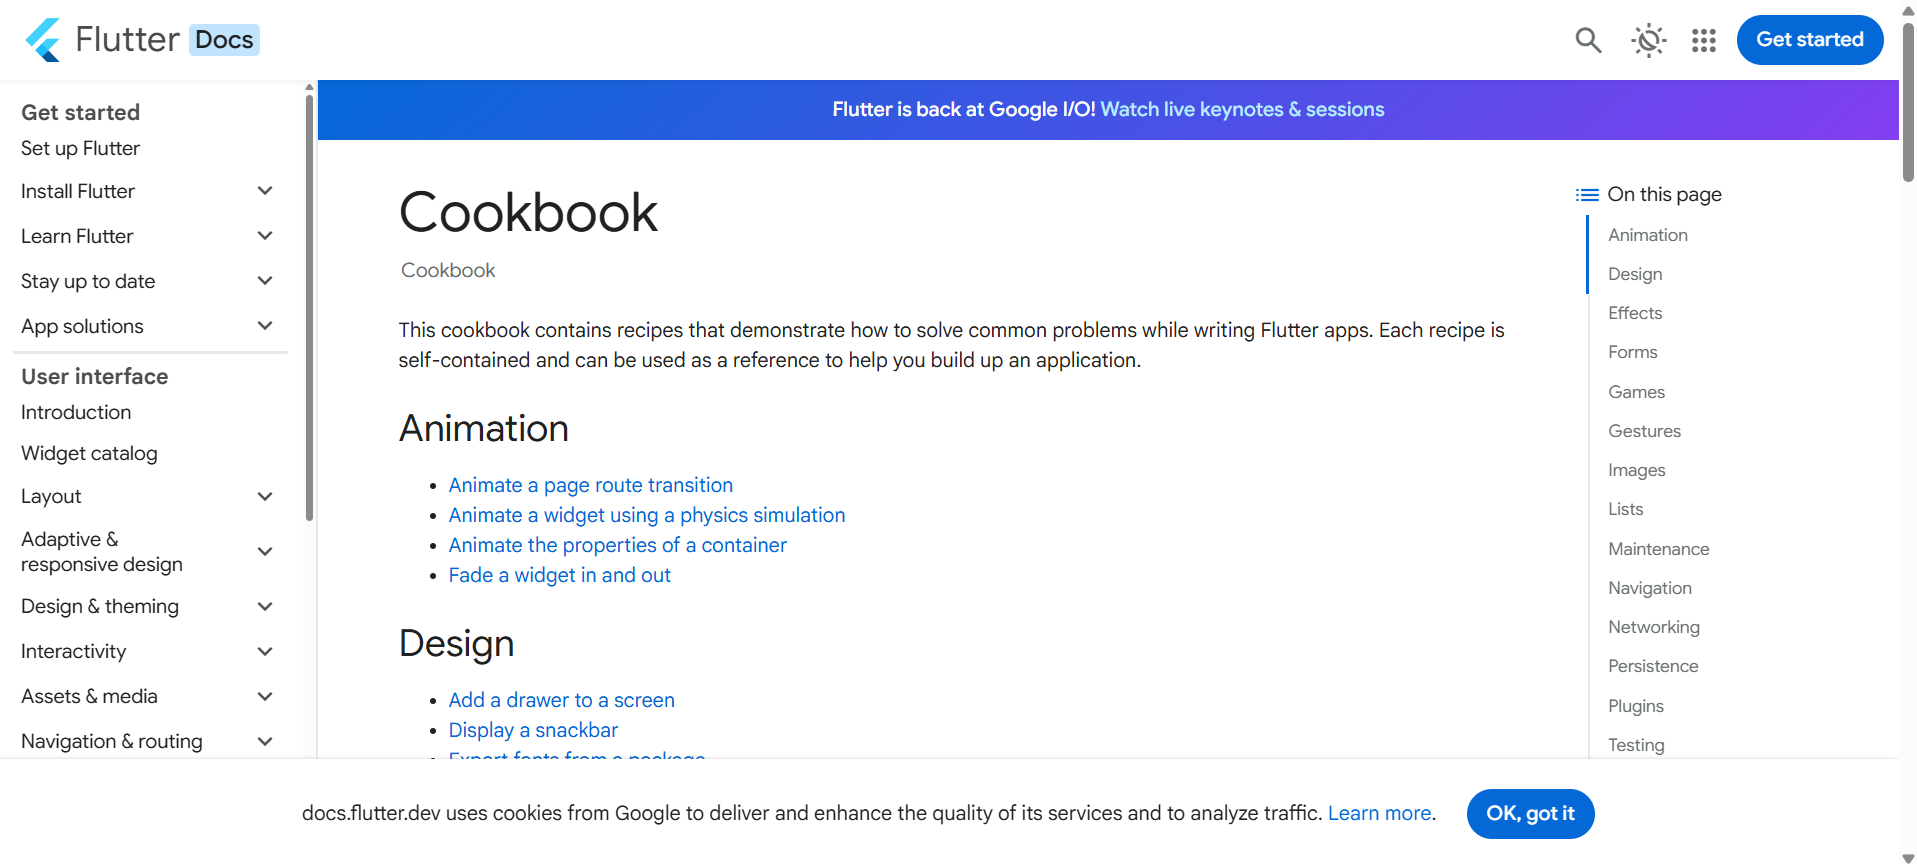 Flutter Docs
Get started
Get started
Set up Flutter
Install Flutter
Learn Flutter
Stay up to date
App solutions
User interface
Introduction
Widget catalog
Layout
Adaptive &
responsive design
Design & theming
Interactivity
Assets & media
Navigation & routing
Flutter is back at Google I/O! Watch live keynotes & sessions
Cookbook
Cookbook
This cookbook contains recipes that demonstrate how to solve common problems while writing Flutter apps. Each recipe is
self-contained and can be used as a reference to help you build up an application.
Animation
Animate a page route transition
Animate a widget using a physics simulation
Animate the properties of a container
Fade a widget in and out
Design
Add a drawer to a screen
Display a snackbar
Export fonts from a package
On this page
Animation
Design
Effects
Forms
Games
Gestures
Images
Lists
Maintenance
Navigation
Networking
Persistence
Plugins
Testing
docs.flutter.dev uses cookies from Google to deliver and enhance the quality of its services and to analyze traffic. Learn more.
OK, got it